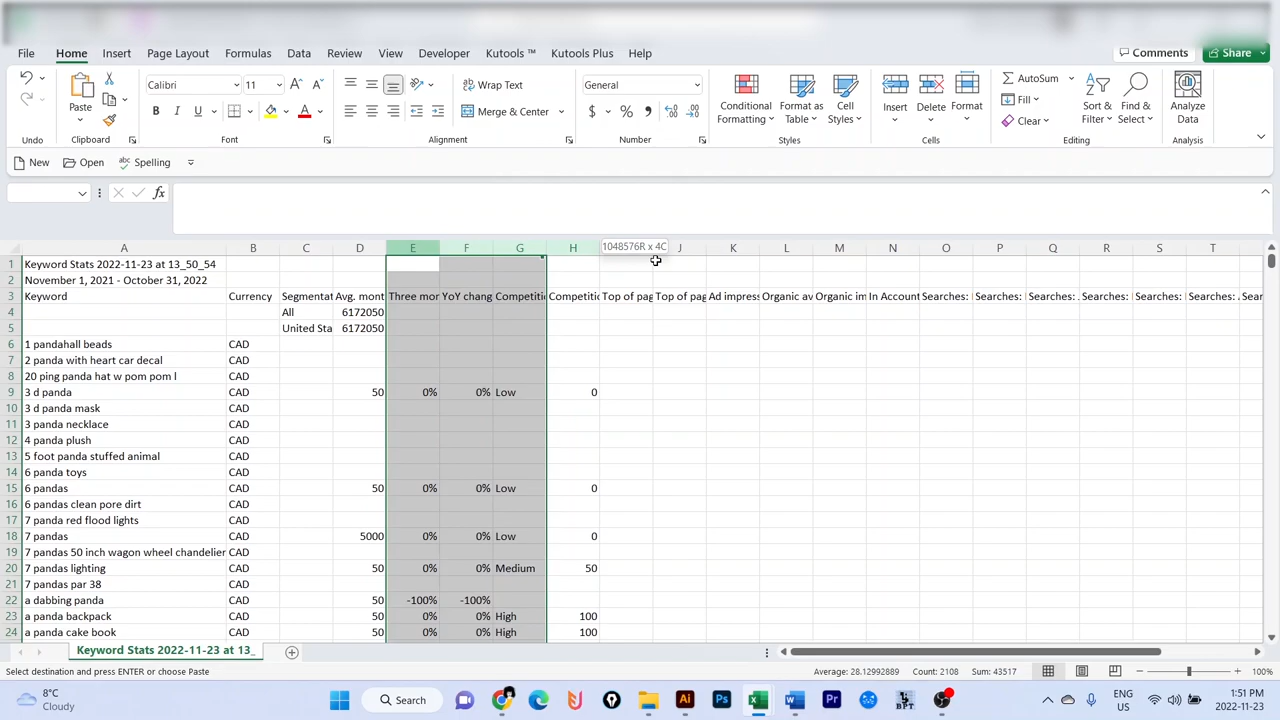 File Home Insert Page Layout Formulas Data Review View Developer Kutools ™ Kutools Plus Help Comments Share
Calibri 11 Wrap Text General AutoSum
Paste B I U Merge & Center $ % Conditional Formatting Format as Table Cell Styles Insert Delete Format Fill Sort & Filter Find & Select Analyze Data
Clear
Undo Clipboard Font Alignment Number Styles Cells Editing Analysis
New Open Spelling
fx
1048576R x 4C
A B C D E F G H J K L M N O P Q R S T
1 Keyword Stats 2022-11-23 at 13_50_54
2 November 1, 2021 - October 31, 2022
3 Keyword Currency Segmentat Avg. mont Three mor YoY chang Competitic Competitic Top of pag Top of pag Ad impres Organic av Organic im In Account Searches: Searches: Searches: Searches: Searches: Searches: Sear
4 All 6172050
5 United Sta 6172050
6 1 pandahall beads CAD
7 2 panda with heart car decal CAD
8 20 ping panda hat w pom pom l CAD
9 3 d panda CAD 50 0% 0% Low 0
10 3 d panda mask CAD
11 3 panda necklace CAD
12 4 panda plush CAD
13 5 foot panda stuffed animal CAD
14 6 panda toys CAD
15 6 pandas CAD 50 0% 0% Low 0
16 6 pandas clean pore dirt CAD
17 7 panda red flood lights CAD
18 7 pandas CAD 5000 0% 0% Low 0
19 7 pandas 50 inch wagon wheel chandelier CAD
20 7 pandas lighting CAD 50 0% 0% Medium 50
21 7 pandas par 38 CAD
22 a dabbing panda CAD 50 -100% -100%
23 a panda backpack CAD 50 0% 0% High 100
24 a panda cake book CAD 50 0% 0% High 100
Keyword Stats 2022-11-23 at 13_
Select destination and press ENTER or choose Paste Average: 28.12992889 Count: 2108 Sum: 43517 100%
8°C
Cloudy
Search
Ai Ps Pr
ENG
US
1:51 PM
2022-11-23